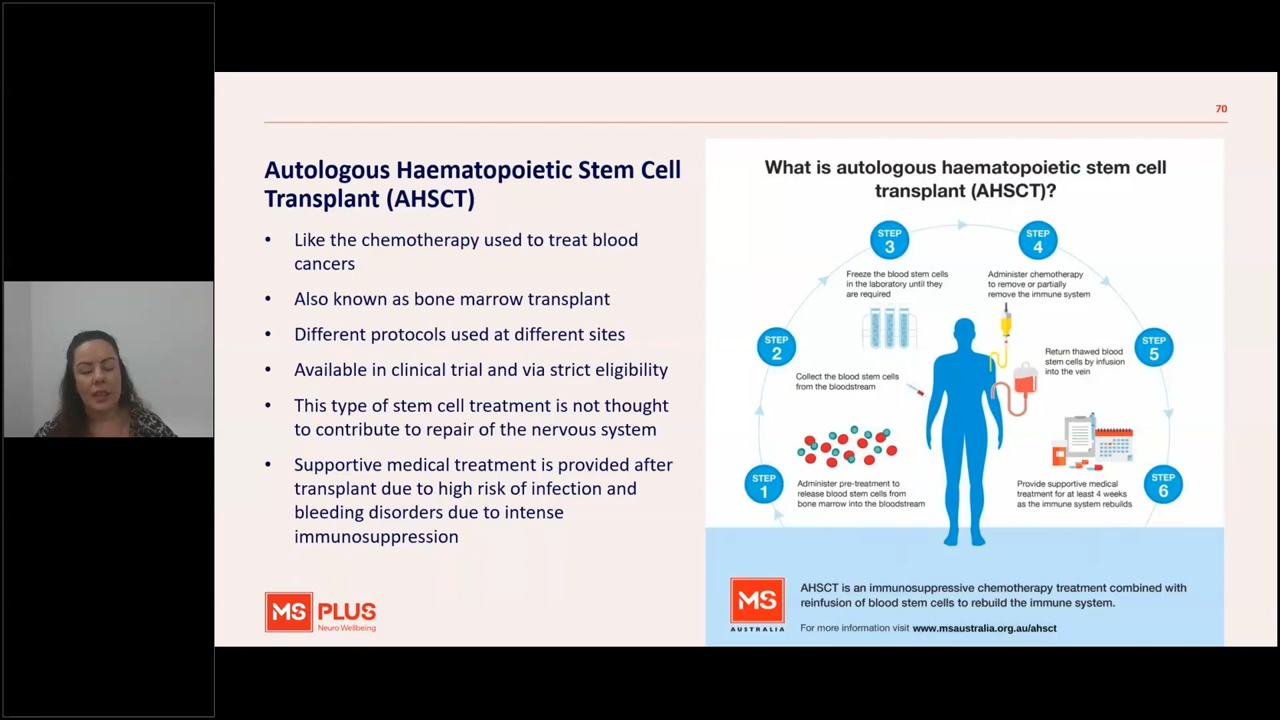 70
Autologous Haematopoietic Stem Cell
Transplant (AHSCT)
• Like the chemotherapy used to treat blood
cancers
• Also known as bone marrow transplant
• Different protocols used at different sites
• Available in clinical trial and via strict eligibility
• This type of stem cell treatment is not thought
to contribute to repair of the nervous system
• Supportive medical treatment is provided after
transplant due to high risk of infection and
bleeding disorders due to intense
immunosuppression
MS PLUS
Neuro Wellbeing
What is autologous haematopoietic stem cell
transplant (AHSCT)?
STEP
1
Administer pre-treatment to
release blood stem cells from
bone marrow into the bloodstream
STEP
2
Collect the blood stem cells
from the bloodstream
STEP
3
Freeze the blood stem cells
in the laboratory until they
are required
STEP
4
Administer chemotherapy
to remove or partially
remove the immune system
STEP
5
Return thawed blood
stem cells by infusion
into the vein
STEP
6
Provide supportive medical
treatment for at least 4 weeks
as the immune system rebuilds
MS
AUSTRALIA
AHSCT is an immunosuppressive chemotherapy treatment combined with
reinfusion of blood stem cells to rebuild the immune system.
For more information visit www.msaustralia.org.au/ahsct